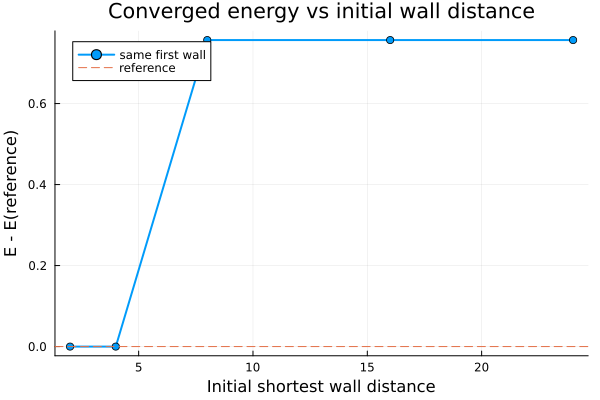 Converged energy vs initial wall distance
same first wall
reference
E - E(reference)
0.6
0.4
0.2
0.0
5 10 15 20
Initial shortest wall distance